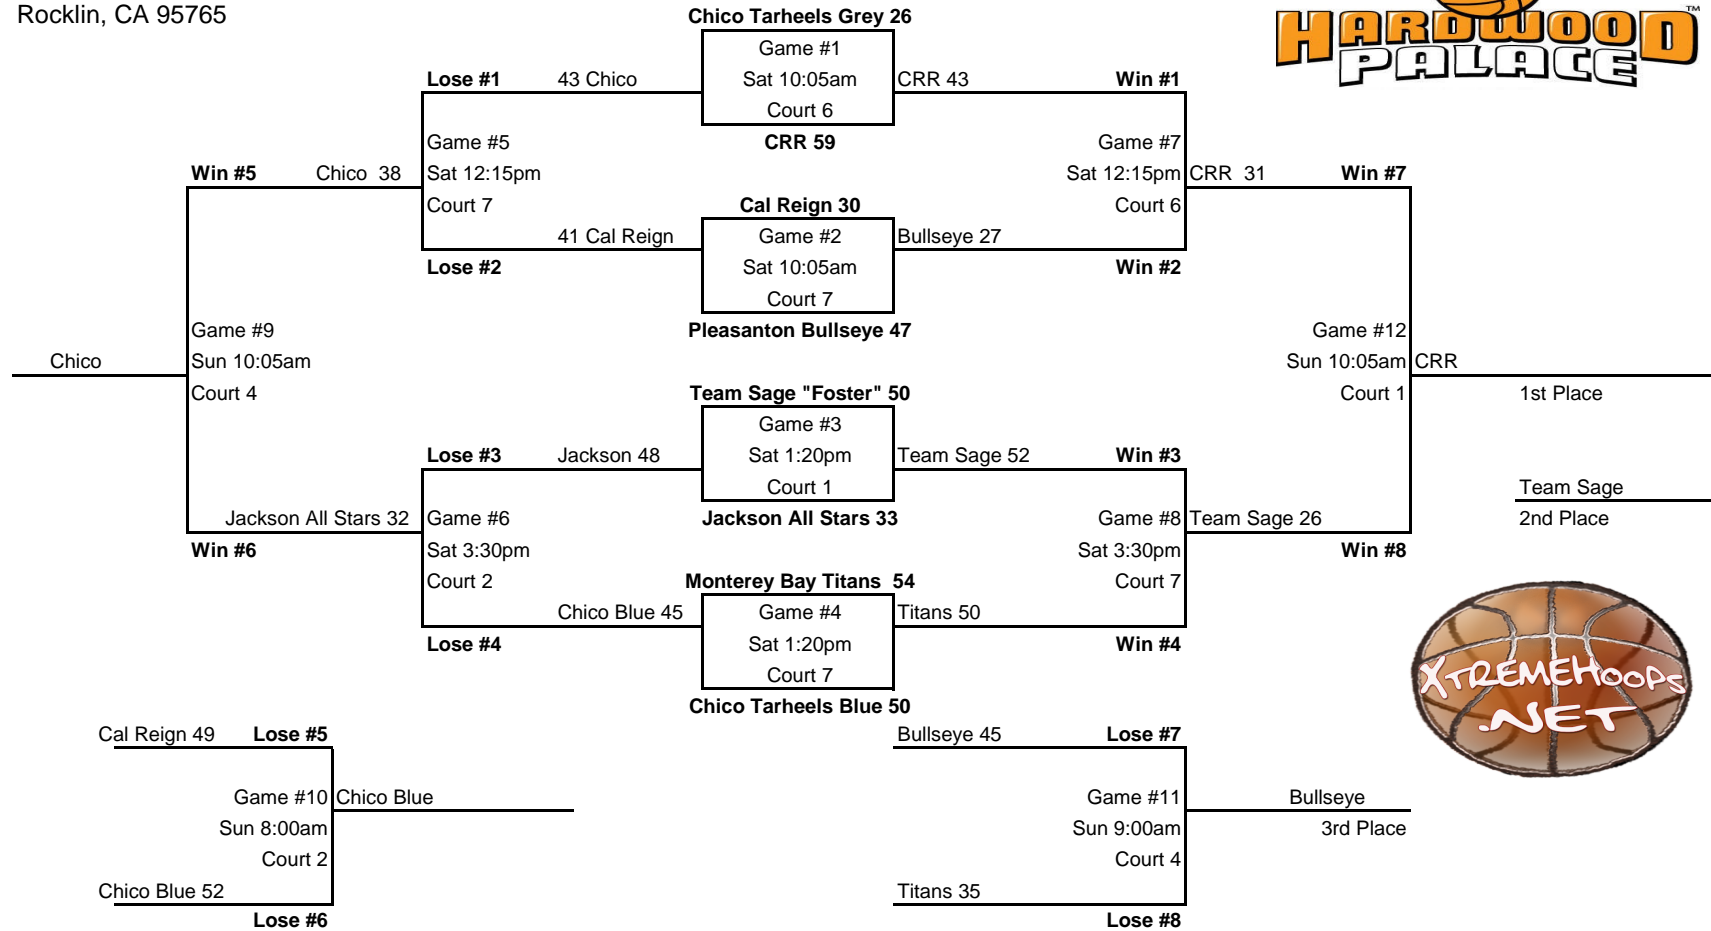 Rocklin, CA 95765
Chico Tarheels Grey 26
HARDWOOD PALACE™
Game #1
Lose #1 43 Chico Sat 10:05am CRR 43 Win #1
Court 6
Game #5 CRR 59 Game #7
Win #5 Chico 38 Sat 12:15pm Sat 12:15pm CRR 31 Win #7
Court 7 Cal Reign 30 Court 6
41 Cal Reign Game #2 Bullseye 27
Lose #2 Sat 10:05am Win #2
Court 7
Game #9 Pleasanton Bullseye 47 Game #12
Chico Sun 10:05am Sun 10:05am CRR
Court 4 Team Sage "Foster" 50 Court 1 1st Place
Game #3
Lose #3 Jackson 48 Sat 1:20pm Team Sage 52 Win #3
Court 1 Team Sage
Jackson All Stars 32 Game #6 Jackson All Stars 33 Game #8 Team Sage 26 2nd Place
Win #6 Sat 3:30pm Sat 3:30pm Win #8
Court 2 Monterey Bay Titans 54 Court 7
Chico Blue 45 Game #4 Titans 50
Lose #4 Sat 1:20pm Win #4
Court 7
XTREMEHOOPS
.NET
Chico Tarheels Blue 50
Cal Reign 49 Lose #5 Bullseye 45 Lose #7
Game #10 Chico Blue Game #11 Bullseye
Sun 8:00am Sun 9:00am 3rd Place
Court 2 Court 4
Chico Blue 52 Titans 35
Lose #6 Lose #8